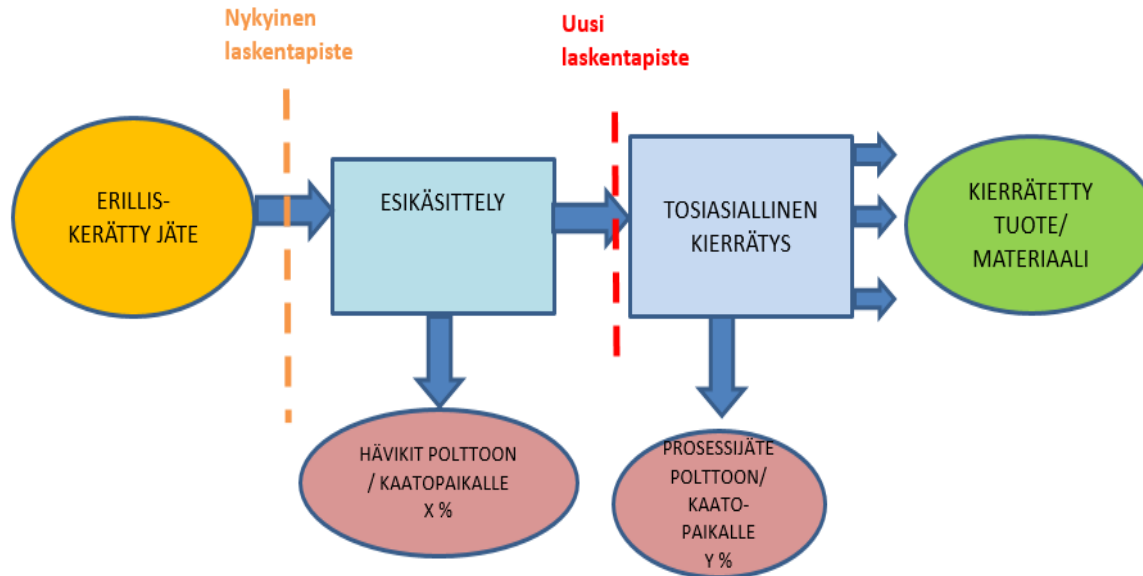 Nykyinen
laskentapiste
Uusi
laskentapiste
ERILLIS-
KERÄTTY JÄTE
ESIKÄSITTELY
TOSIASIALLINEN
KIERRÄTYS
KIERRÄTETTY
TUOTE/
MATERIAALI
HÄVIKIT POLTTOON
/ KAATOPAIKALLE
X %
PROSESSIJÄTE
POLTTOON/
KAATO-
PAIKALLE
Y %